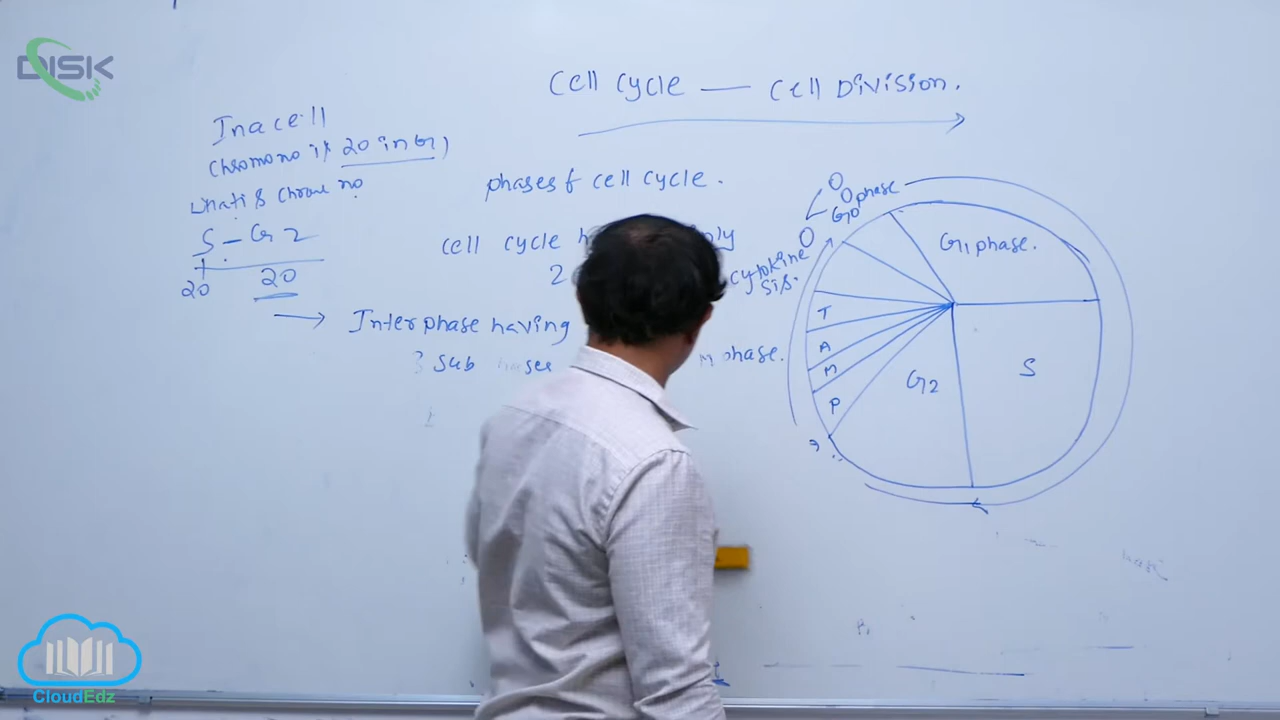 DISK
Cell cycle — Cell Division.
In a cell
Chromo no is 20 in G1
What is chromo no
S - G2
20 20
phases of cell cycle.
cell cycle
2
→ Interphase having
3 sub
M phase.
O phase
G0
Cytokine
sis.
G1 phase.
T
A
M
P
G2
S
CloudEdz